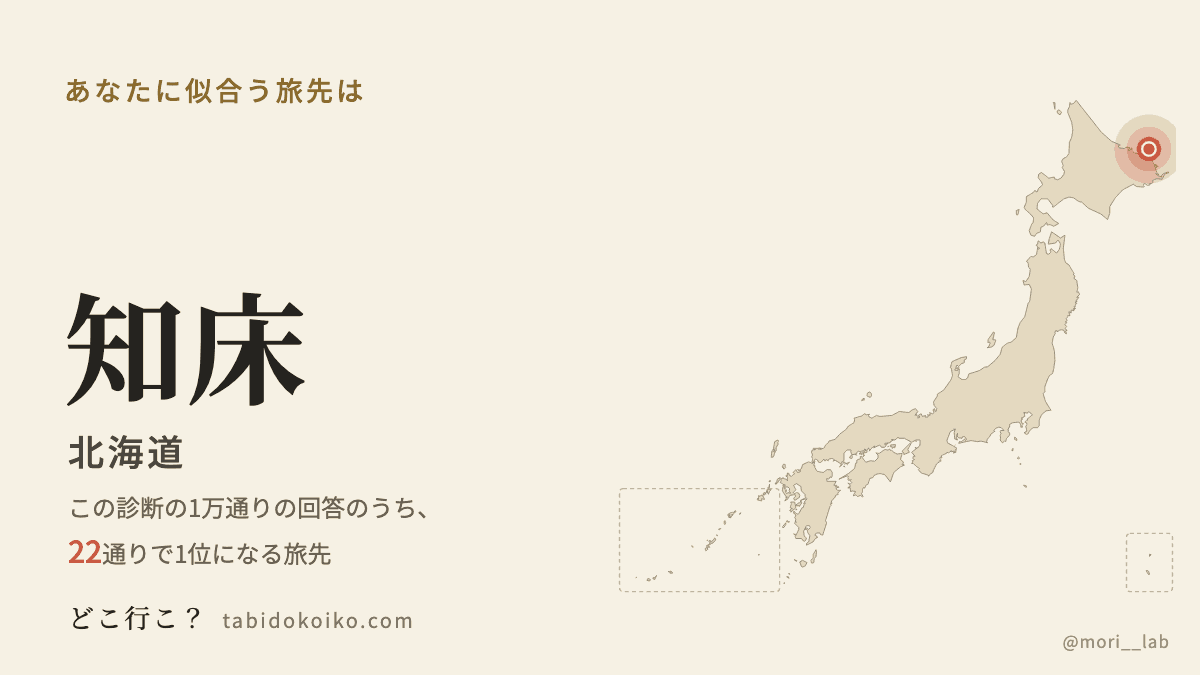 あなたに似合う旅先は
知床
北海道
この診断の1万通りの回答のうち、
22通りで1位になる旅先
どこ行こ？ tabidokoiko.com
@mori__lab